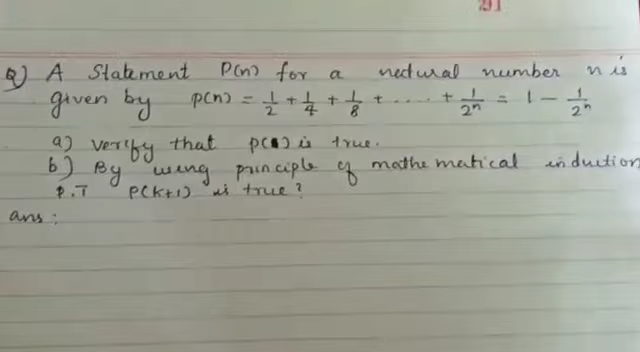 91
Q) A Statement P(n) for a natural number n is
given by p(n) = 1/2 + 1/4 + 1/8 + .... + 1/2^n = 1 - 1/2^n
a) verify that p() is true.
b) By using principle of mathematical induction
P.T P(k+1) is true?
ans: